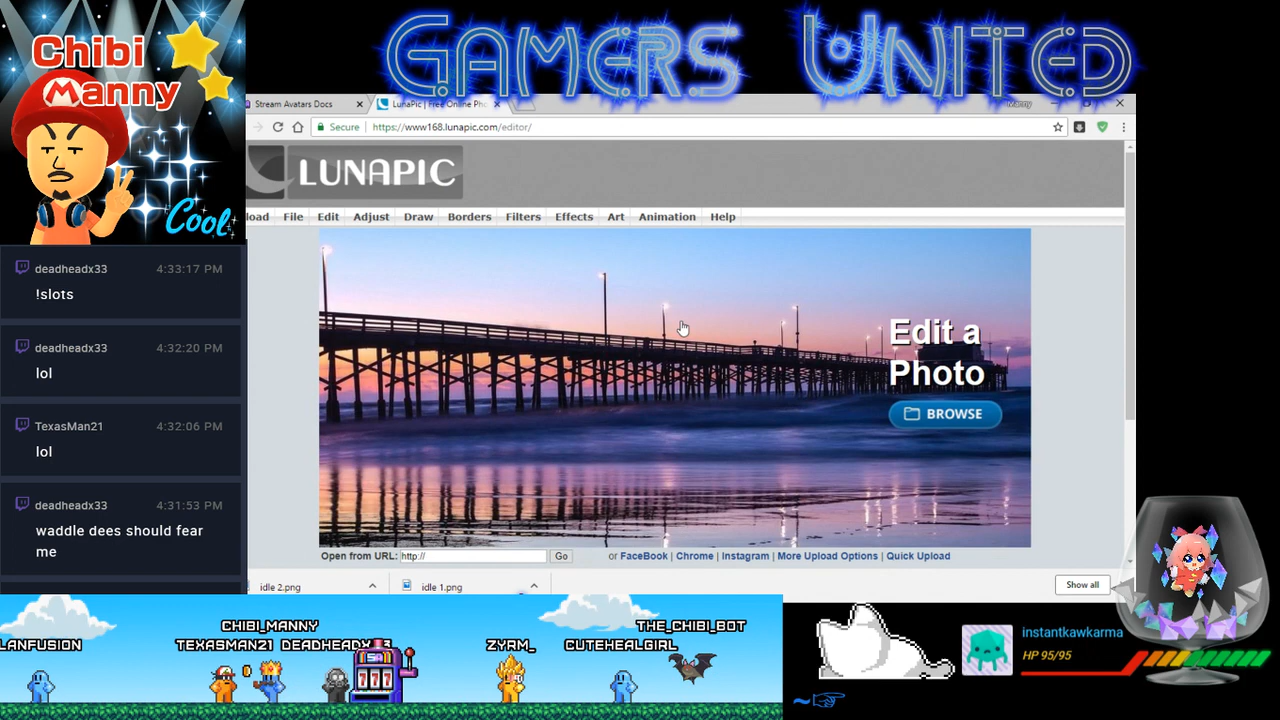 Gamers United
Chibi
Manny
Cool
Stream Avatars Docs
LunaPic | Free Online Pho
Manny
Secure
https://www168.lunapic.com/editor/
LUNAPIC
load File Edit Adjust Draw Borders Filters Effects Art Animation Help
Edit a
Photo
BROWSE
Open from URL: http:// Go or FaceBook | Chrome | Instagram | More Upload Options | Quick Upload
idle 2.png
idle 1.png
Show all
deadheadx33 4:33:17 PM
!slots
deadheadx33 4:32:20 PM
lol
TexasMan21 4:32:06 PM
lol
deadheadx33 4:31:53 PM
waddle dees should fear
me
LANFUSION
CHIBI_MANNY
TEXASMAN21
777
ZYRM_
CUTEHEALGIRL
THE_CHIBI_BOT
instantkawkarma
HP 95/95